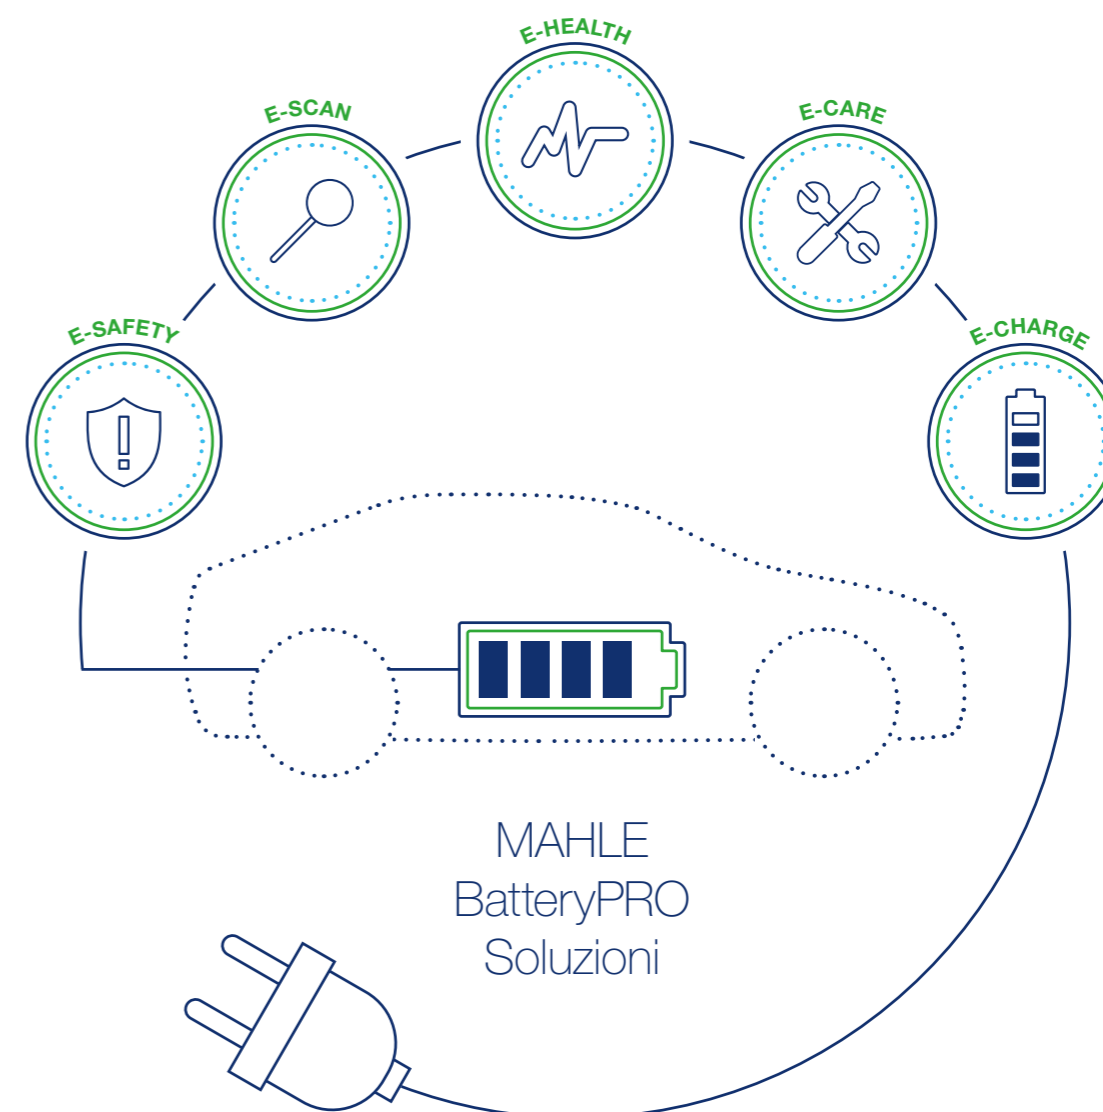 E-HEALTH
E-SCAN
E-CARE
E-SAFETY
E-CHARGE
MAHLE
BatteryPRO
Soluzioni